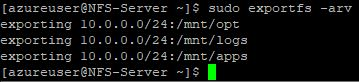 [azureuser@NFS-Server ~]$ sudo exportfs -arv
exporting 10.0.0.0/24:/mnt/opt
exporting 10.0.0.0/24:/mnt/logs
exporting 10.0.0.0/24:/mnt/apps
[azureuser@NFS-Server ~]$